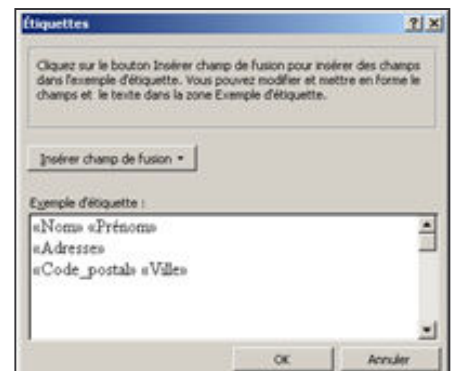 Étiquettes
Cliquez sur le bouton Insérer champ de fusion pour insérer des champs
dans l'exemple d'étiquette. Vous pouvez modifier et mettre en forme le
champs et le texte dans la zone Exemple d'étiquette.
Insérer champ de fusion
Exemple d'étiquette :
«Nom» «Prénom»
«Adresse»
«Code_postal» «Ville»
OK Annuler